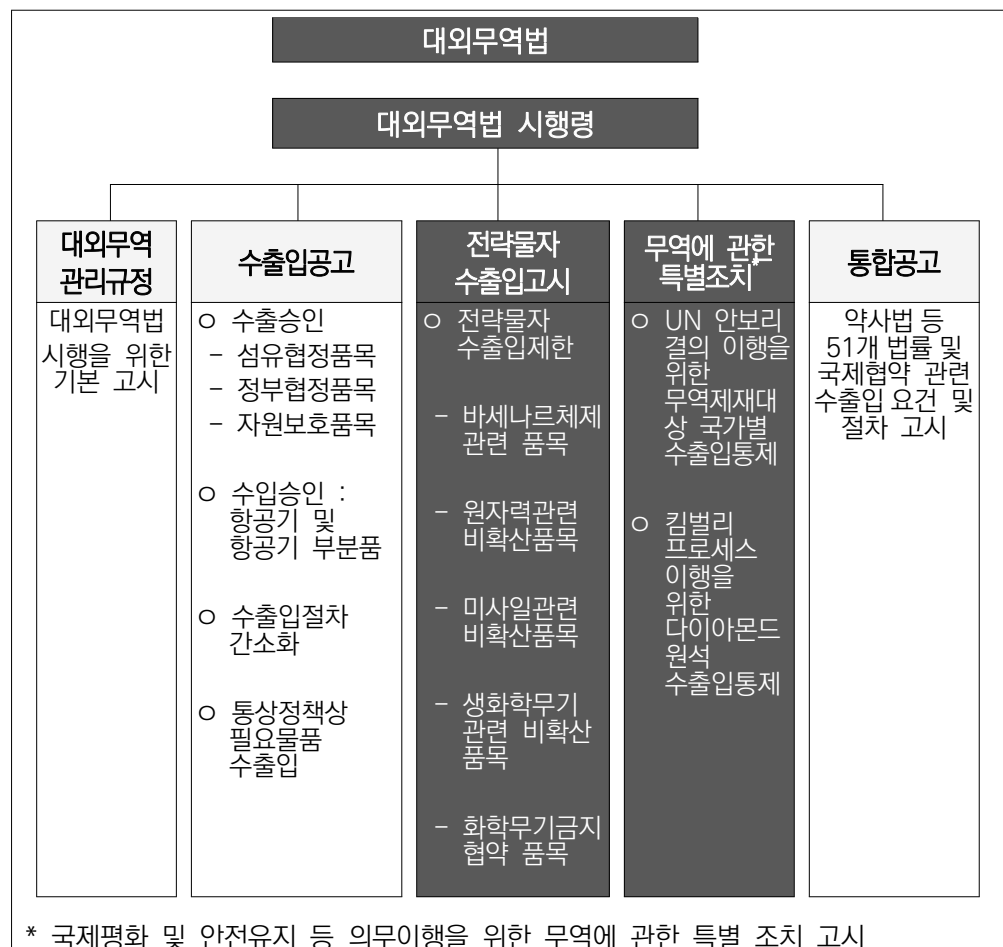 대외무역법
대외무역법 시행령
대외무역
관리규정
대외무역법
시행을 위한
기본 고시
수출입공고
○ 수출승인
- 섬유협정품목
- 정부협정품목
- 자원보호품목
○ 수입승인 :
항공기 및
항공기 부분품
○ 수출입절차
간소화
○ 통상정책상
필요물품
수출입
전략물자
수출입고시
○ 전략물자
수출입제한
- 바세나르체제
관련 품목
- 원자력관련
비확산품목
- 미사일관련
비확산품목
- 생화학무기
관련 비확산
품목
- 화학무기금지
협약 품목
무역에 관한
특별조치*
○ UN 안보리
결의 이행을
위한
무역제재대
상 국가별
수출입통제
○ 킴벌리
프로세스
이행을
위한
다이아몬드
원석
수출입통제
통합공고
약사법 등
51개 법률 및
국제협약 관련
수출입 요건 및
절차 고시
* 국제평화 및 안전유지 등 의무이행을 위한 무역에 관한 특별 조치 고시